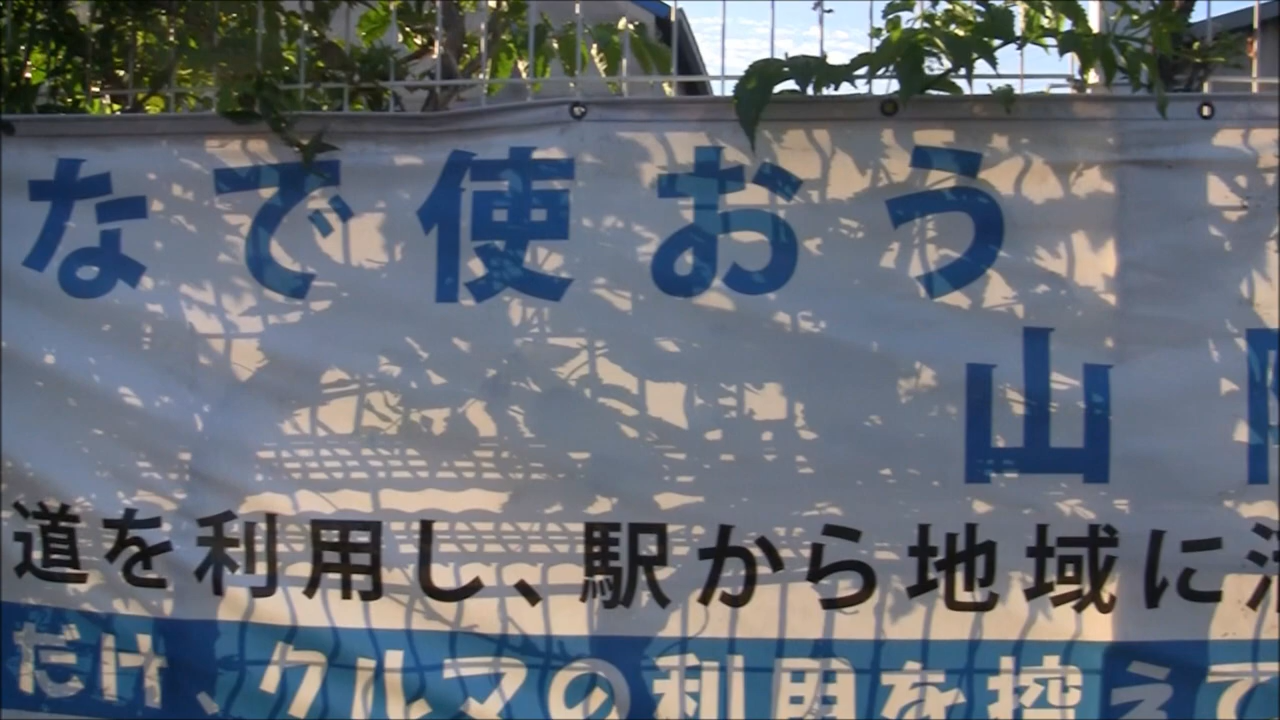 なで使おう
山
道を利用し、駅から地域に
だけ、クルマの利用を控えて